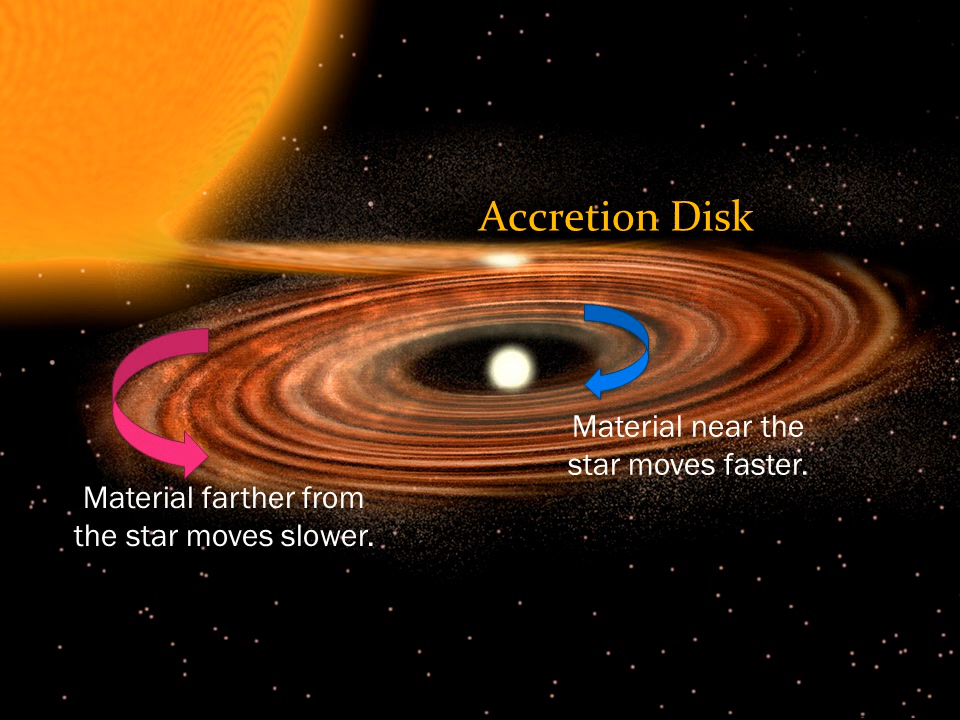 Accretion Disk
Material near the
star moves faster.
Material farther from
the star moves slower.